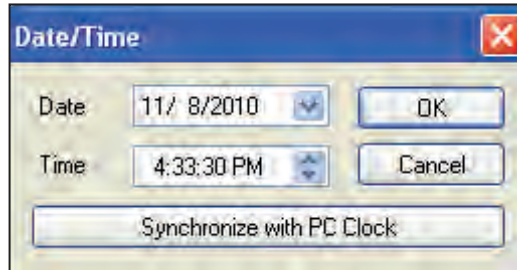 Date/Time
Date 11/ 8/2010 OK
Time 4:33:30 PM Cancel
Synchronize with PC Clock